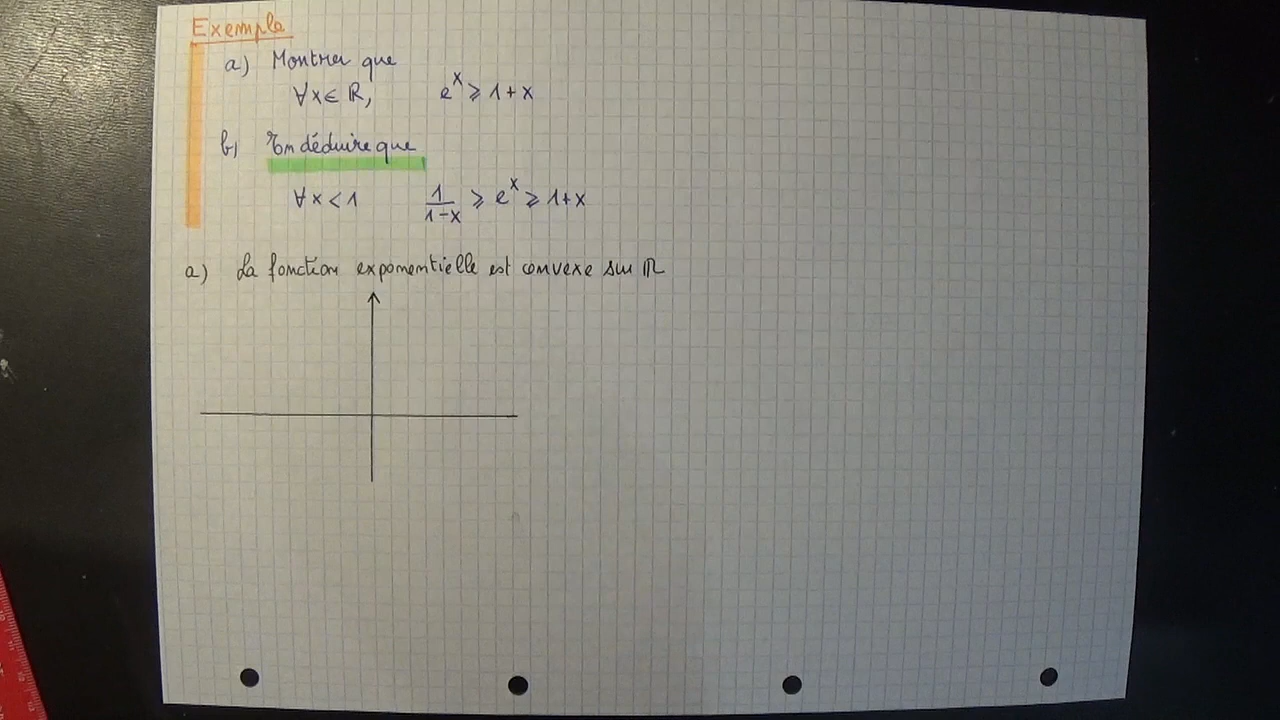 Exemple
a) Montrer que
∀x∈ℝ, e^x ⩾ 1+x
b) En déduire que
∀x<1 1/(1-x) ⩾ e^x ⩾ 1+x
a) La fonction exponentielle est convexe sur ℝ